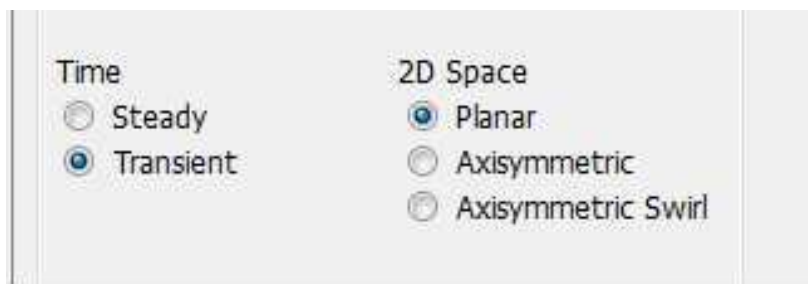 Time
Steady
Transient
2D Space
Planar
Axisymmetric
Axisymmetric Swirl